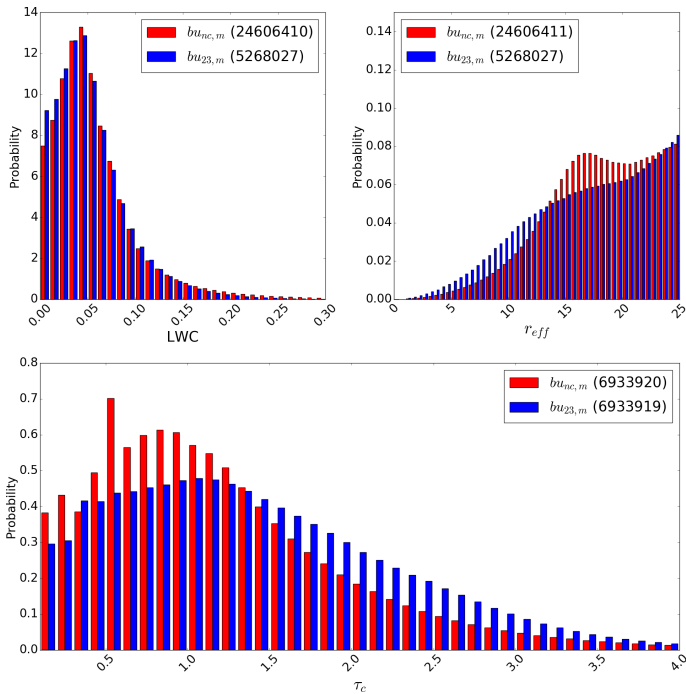 14
12
10
8
6
4
2
0
Probability
bu_{nc,m} (24606410)
bu_{23,m} (5268027)
0.00 0.05 0.10 0.15 0.20 0.25 0.30
LWC
0.14
0.12
0.10
0.08
0.06
0.04
0.02
0.00
Probability
bu_{nc,m} (24606411)
bu_{23,m} (5268027)
0 5 10 15 20 25
r_{eff}
0.8
0.7
0.6
0.5
0.4
0.3
0.2
0.1
0.0
Probability
bu_{nc,m} (6933920)
bu_{23,m} (6933919)
0.5 1.0 1.5 2.0 2.5 3.0 3.5 4.0
τ_c